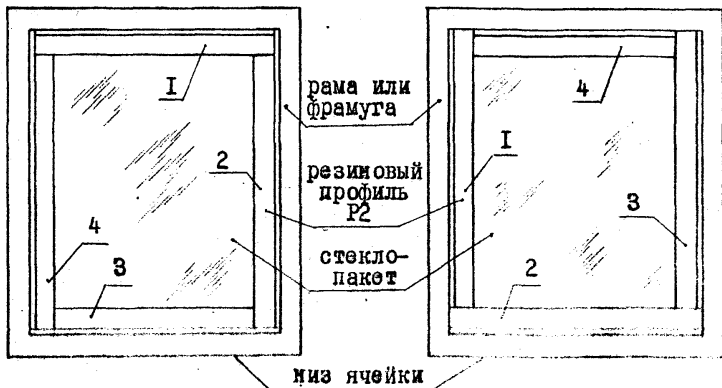 I
рама или
фрамуга
4
2
резиновый
профиль
Р2
I
3
4
стекло-
пакет
3
2
низ ячейки